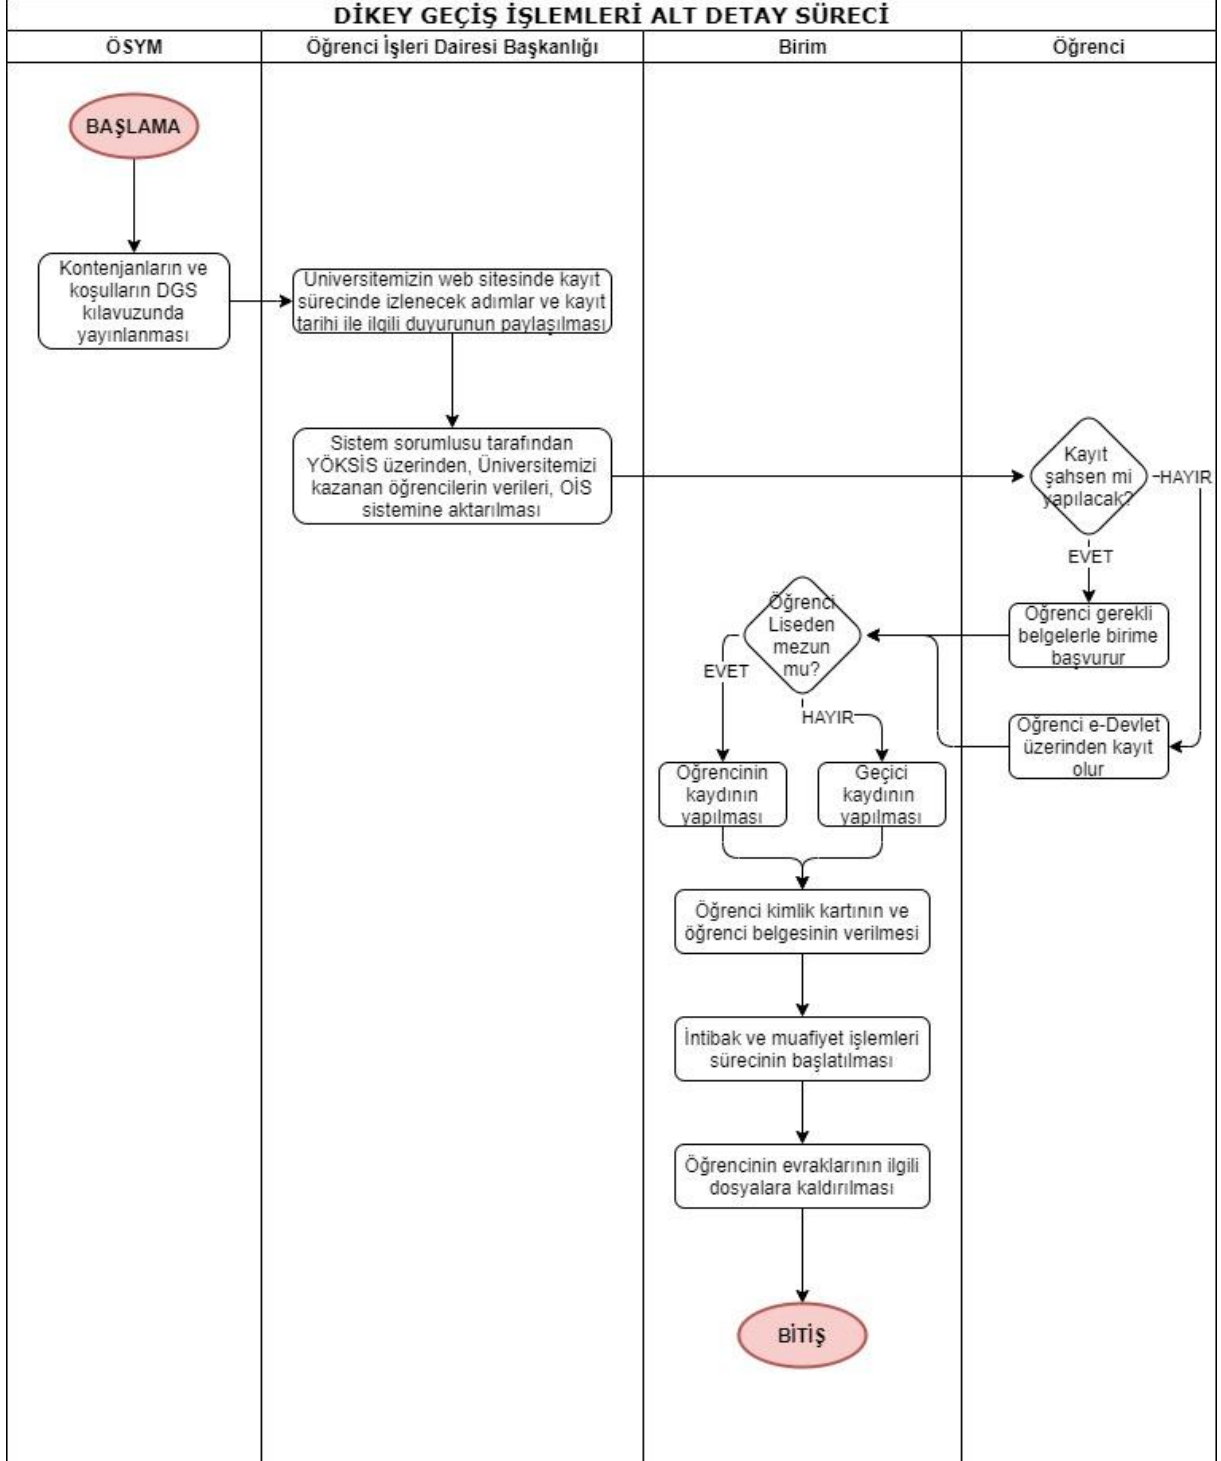 DİKEY GEÇİŞ İŞLEMLERİ ALT DETAY SÜRECİ
ÖSYM
Öğrenci İşleri Dairesi Başkanlığı
Birim
Öğrenci
BAŞLAMA
Kontenjanların ve
koşulların DGS
kılavuzunda
yayınlanması
Universitemizin web sitesinde kayıt
sürecinde izlenecek adımlar ve kayıt
tarihi ile ilgili duyurunun paylaşılması
Sistem sorumlusu tarafından
YÖKSİS üzerinden, Üniversitemizi
kazanan öğrencilerin verileri, OİS
sistemine aktarılması
Kayıt
şahsen mi
yapılacak?
HAYIR
EVET
Öğrenci gerekli
belgelerle birime
başvurur
Öğrenci e-Devlet
üzerinden kayıt
olur
Öğrenci
Liseden
mezun
mu?
EVET
HAYIR
Oğrencinin
kaydının
yapılması
Geçici
kaydının
yapılması
Öğrenci kimlik kartının ve
öğrenci belgesinin verilmesi
İntibak ve muafiyet işlemleri
sürecinin başlatılması
Öğrencinin evraklarının ilgili
dosyalara kaldırılması
BİTİŞ